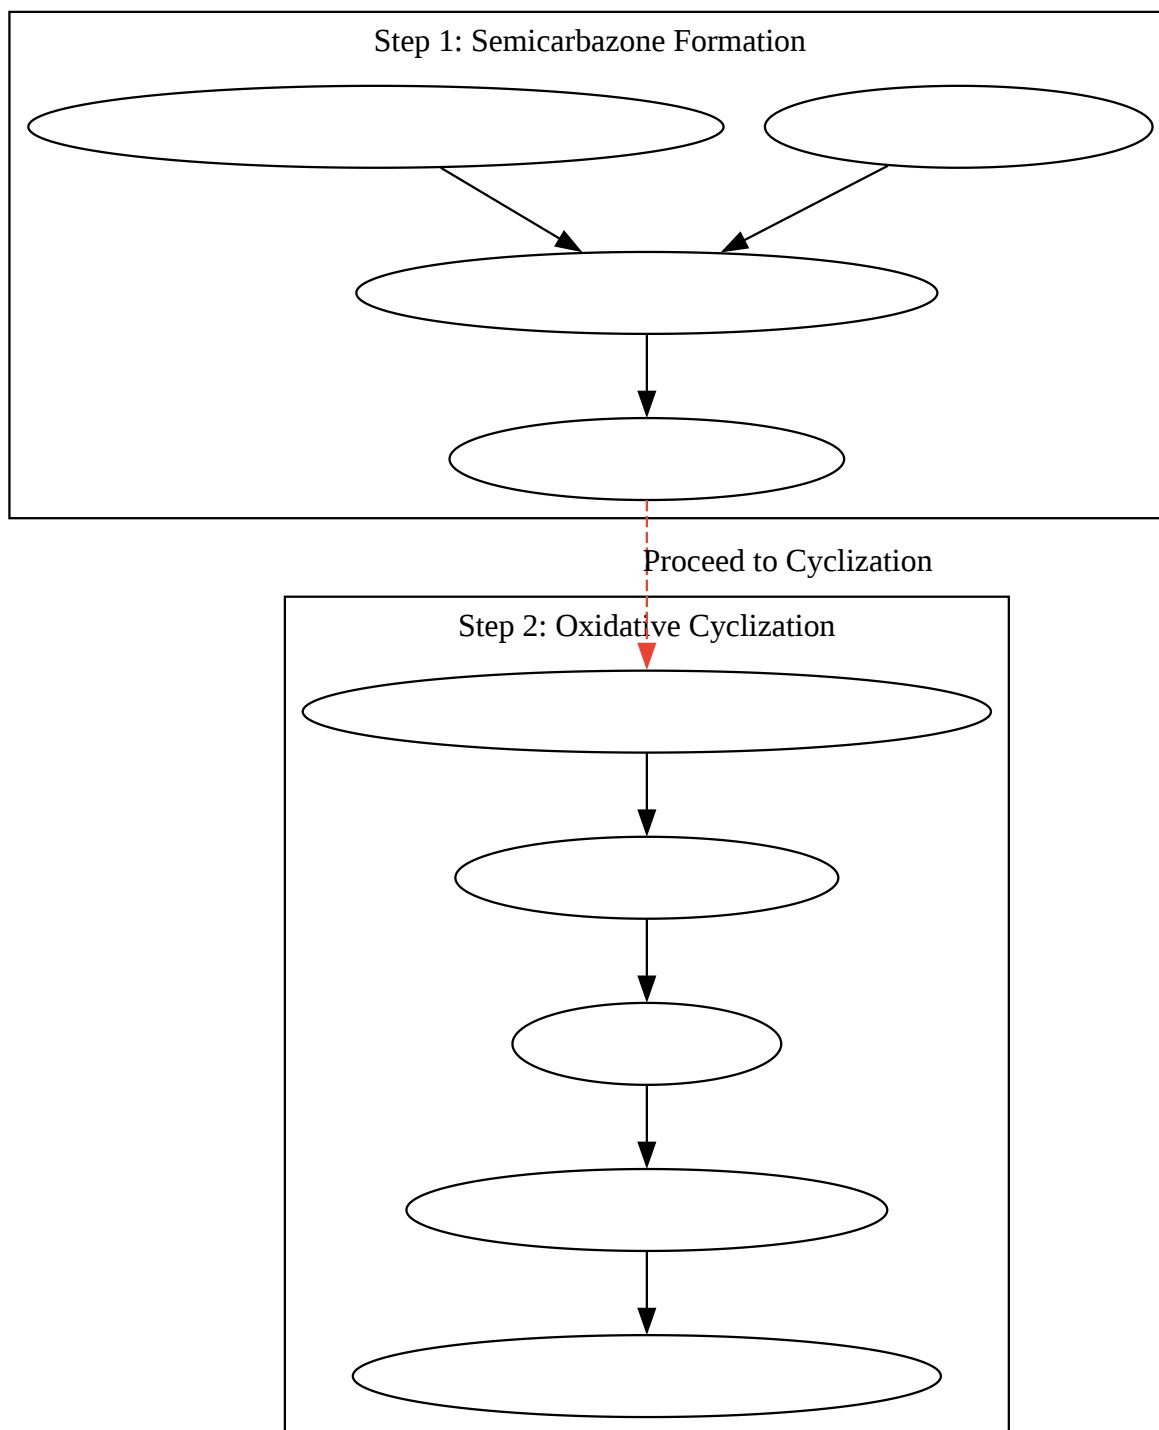 Step 1: Semicarbazone Formation
Proceed to Cyclization
Step 2: Oxidative Cyclization